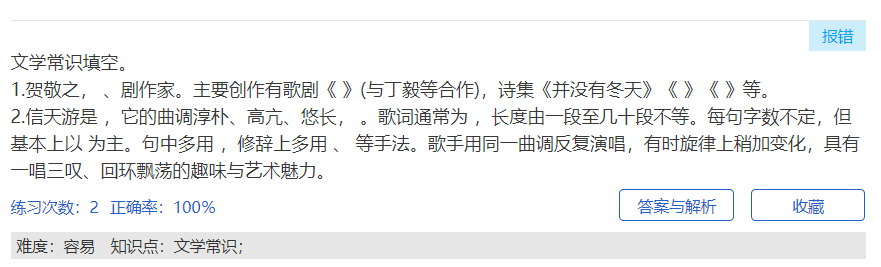 报错
文学常识填空。
1.贺敬之， 、剧作家。主要创作有歌剧《 》(与丁毅等合作)，诗集《并没有冬天》《 》《 》等。
2.信天游是 ，它的曲调淳朴、高亢、悠长， 。歌词通常为 ，长度由一段至几十段不等。每句字数不定，但
基本上以 为主。句中多用 ，修辞上多用 、 等手法。歌手用同一曲调反复演唱，有时旋律上稍加变化，具有
一唱三叹、回环飘荡的趣味与艺术魅力。
练习次数：2 正确率：100% 答案与解析 收藏
难度：容易 知识点：文学常识；